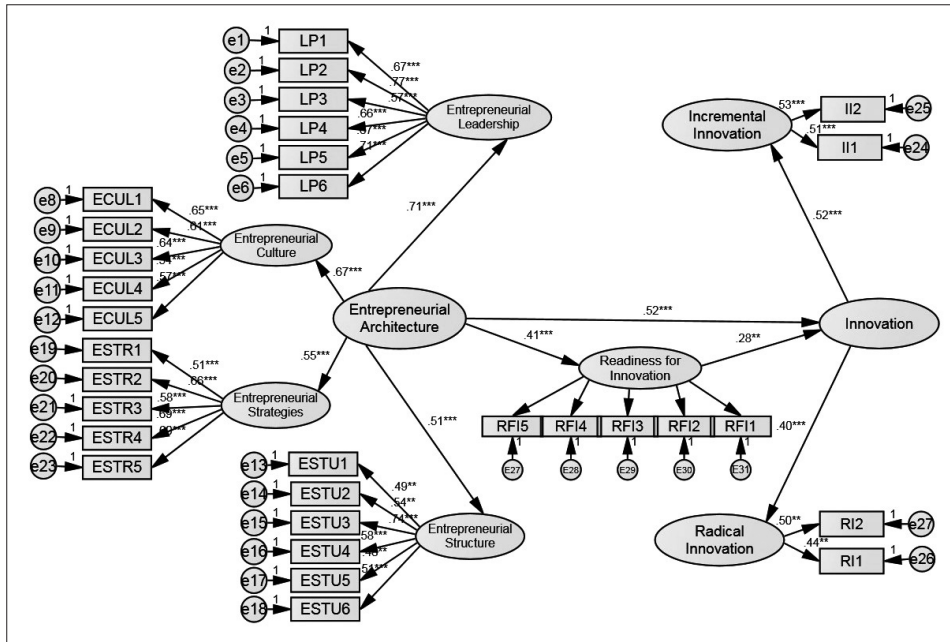 e1 1 LP1
e2 1 LP2
e3 1 LP3
e4 1 LP4
e5 1 LP5
e6 1 LP6
.67***
.77***
.57***
.66***
.71***
Entrepreneurial
Leadership
.71***
e8 1 ECUL1
e9 1 ECUL2
e10 1 ECUL3
e11 1 ECUL4
e12 1 ECUL5
.65***
.61***
.64***
.57***
Entrepreneurial
Culture
.67***
e19 1 ESTR1
e20 1 ESTR2
e21 1 ESTR3
e22 1 ESTR4
e23 1 ESTR5
.51***
.58***
.69***
Entrepreneurial
Strategies
.55***
e13 1 ESTU1
e14 1 ESTU2
e15 1 ESTU3
e16 1 ESTU4
e17 1 ESTU5
e18 1 ESTU6
.49**
.54**
.74***
.58***
.51***
Entrepreneurial
Structure
.51***
Entrepreneurial
Architecture
.52***
.41***
Readiness for
Innovation
.28**
RFI5 RFI4 RFI3 RFI2 RFI1
1 1 1 1 1
E27 E28 E29 E30 E31
Innovation
.52***
Incremental
Innovation
.53***
.51***
II2 1 e25
II1 1 e24
.40***
Radical
Innovation
.50**
.44**
RI2 1 e27
RI1 1 e26